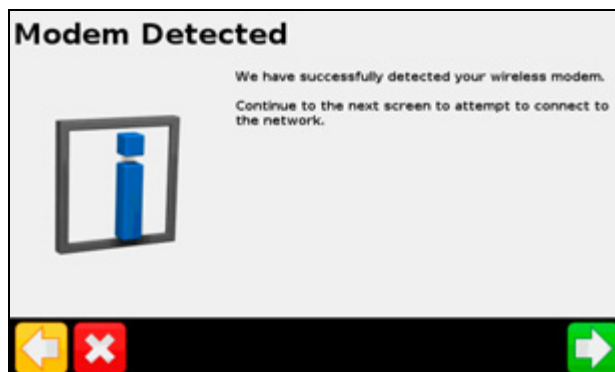 Modem Detected
We have successfully detected your wireless modem.
Continue to the next screen to attempt to connect to
the network.